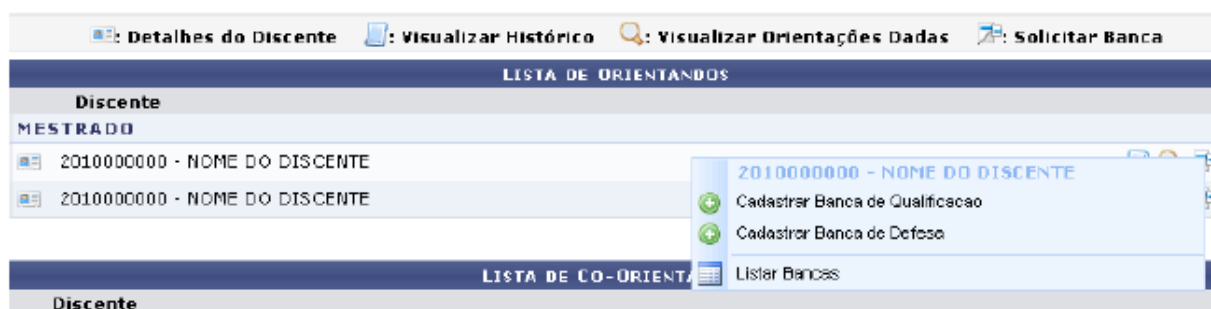 : Detalhes do Discente : Visualizar Histórico : Visualizar Orientações Dadas : Solicitar Banca
LISTA DE ORIENTANDOS
Discente
MESTRADO
2010000000 - NOME DO DISCENTE
2010000000 - NOME DO DISCENTE
2010000000 - NOME DO DISCENTE
Cadastrar Banca de Qualificacao
Cadastrar Banca de Defesa
Listar Bancas
LISTA DE CO-ORIENTA
Discente